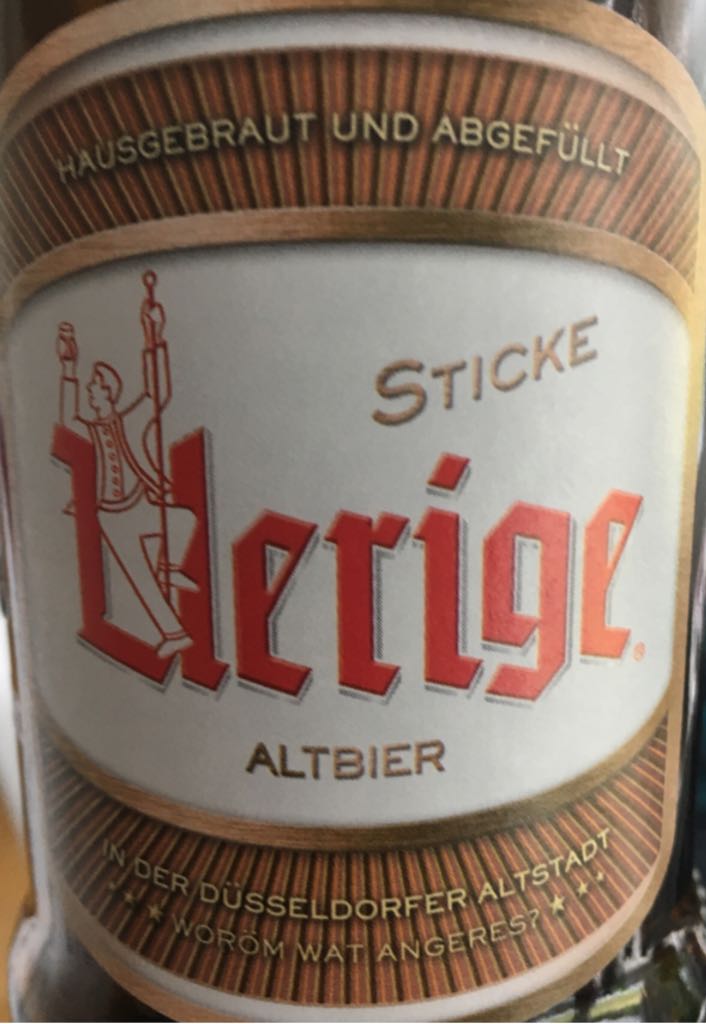 HAUSGEBRAUT UND ABGEFÜLLT
STICKE
Uerige®
ALTBIER
IN DER DÜSSELDORFER ALTSTADT
WORÖM WAT ANGERES?